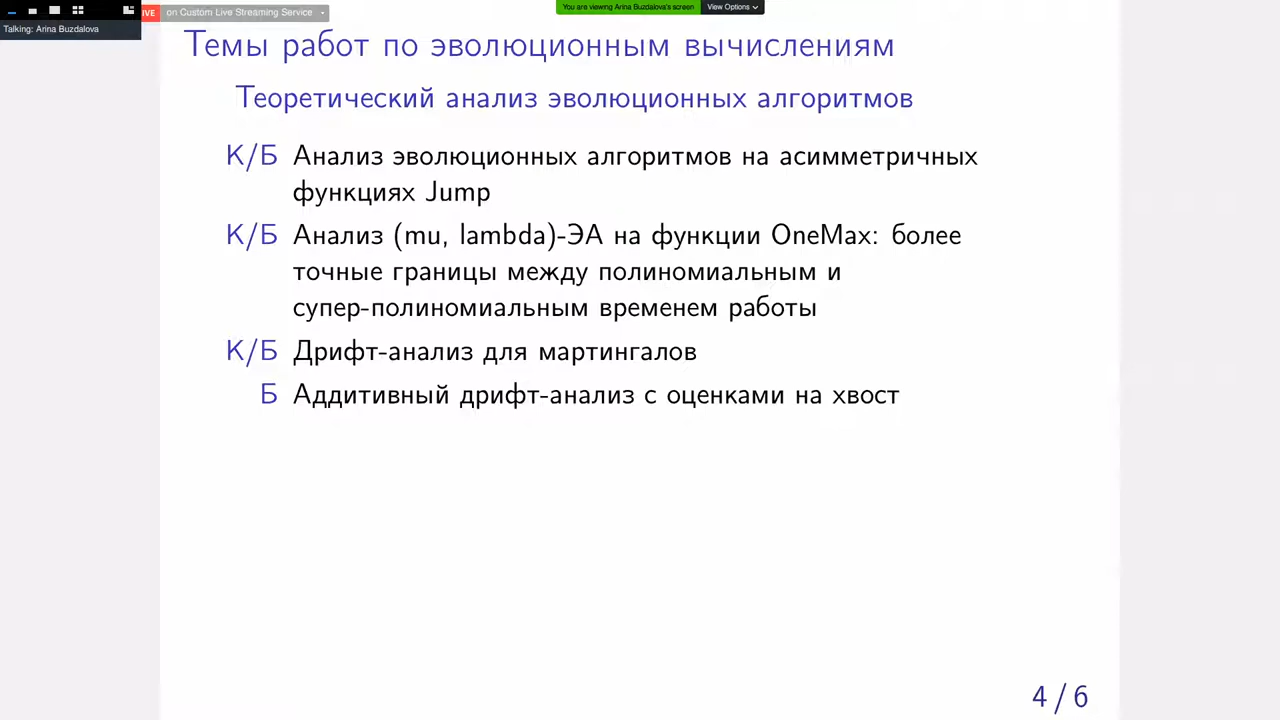 LIVE
on Custom Live Streaming Service
You are viewing Arina Buzdalova's screen
View Options
Talking: Arina Buzdalova
Темы работ по эволюционным вычислениям
Теоретический анализ эволюционных алгоритмов
К/Б Анализ эволюционных алгоритмов на асимметричных
функциях Jump
К/Б Анализ (mu, lambda)-ЭА на функции OneMax: более
точные границы между полиномиальным и
супер-полиномиальным временем работы
К/Б Дрифт-анализ для мартингалов
Б Аддитивный дрифт-анализ с оценками на хвост
4 / 6